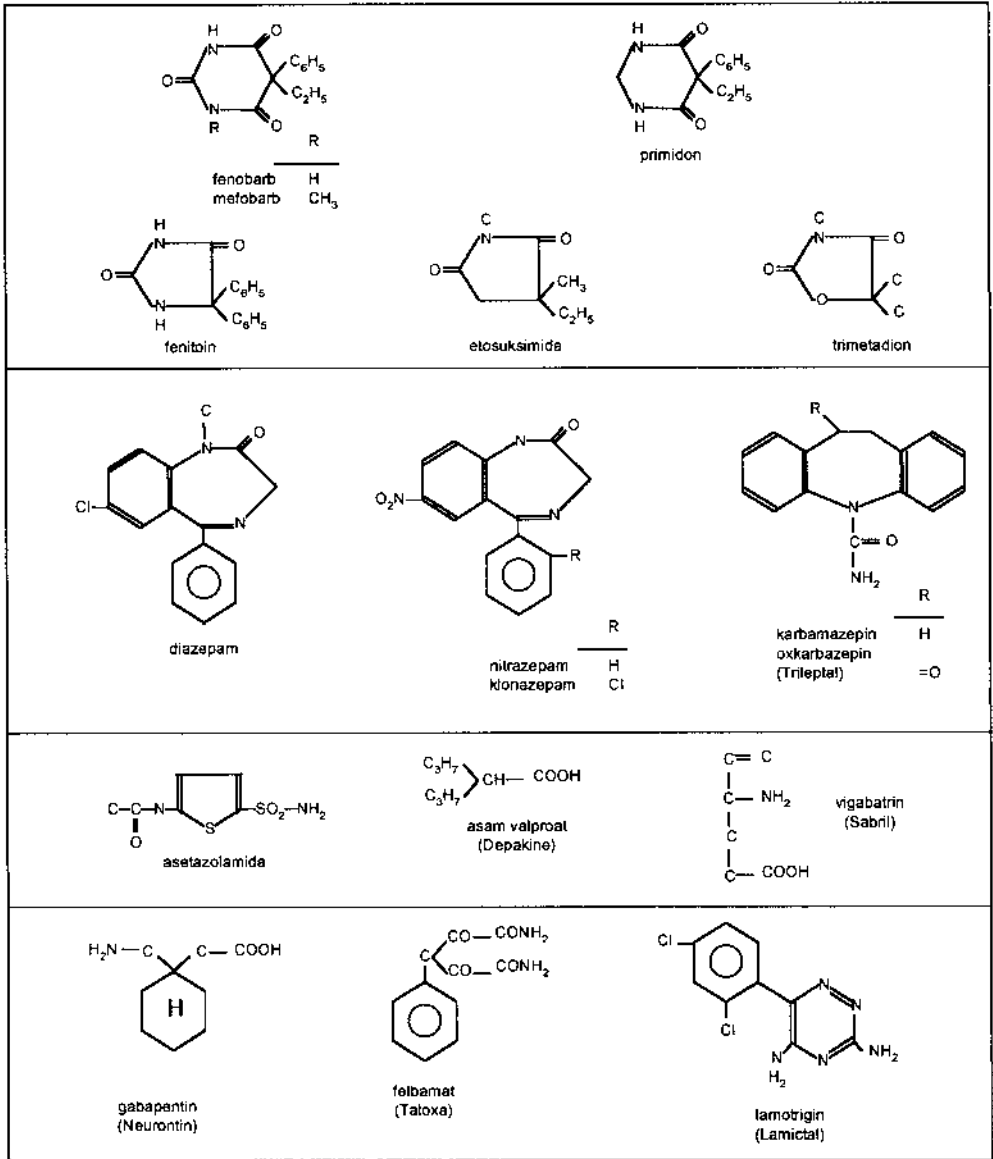 H
N
O
C6H5
O
C2H5
N
O
R
R
fenobarb H
mefobarb CH3
H
N
O
C6H5
C2H5
N
O
H
primidon
H
N
O
O
C6H5
N
C6H5
H
fenitoin
C
N
O
O
CH3
C2H5
etosuksimida
C
N
O
O
C
O
C
trimetadion
C
O
N
Cl
N
diazepam
N
O
O2N
N
R
R
nitrazepam H
klonazepam Cl
R
N
C=O
NH2
R
karbamazepin H
oxkarbazepin
(Trileptal) =O
C-C-N
O
S
SO2-NH2
asetazolamida
C3H7
CH-COOH
C3H7
asam valproat
(Depakine)
C=C
C-NH2
C
C-COOH
vigabatrin
(Sabril)
H2N-C C-COOH
H
gabapentin
(Neurontin)
CO-CONH2
C
CO-CONH2
felbamat
(Taloxa)
Cl
N
N
Cl
N
N
NH2
H2
lamotrigin
(Lamictal)